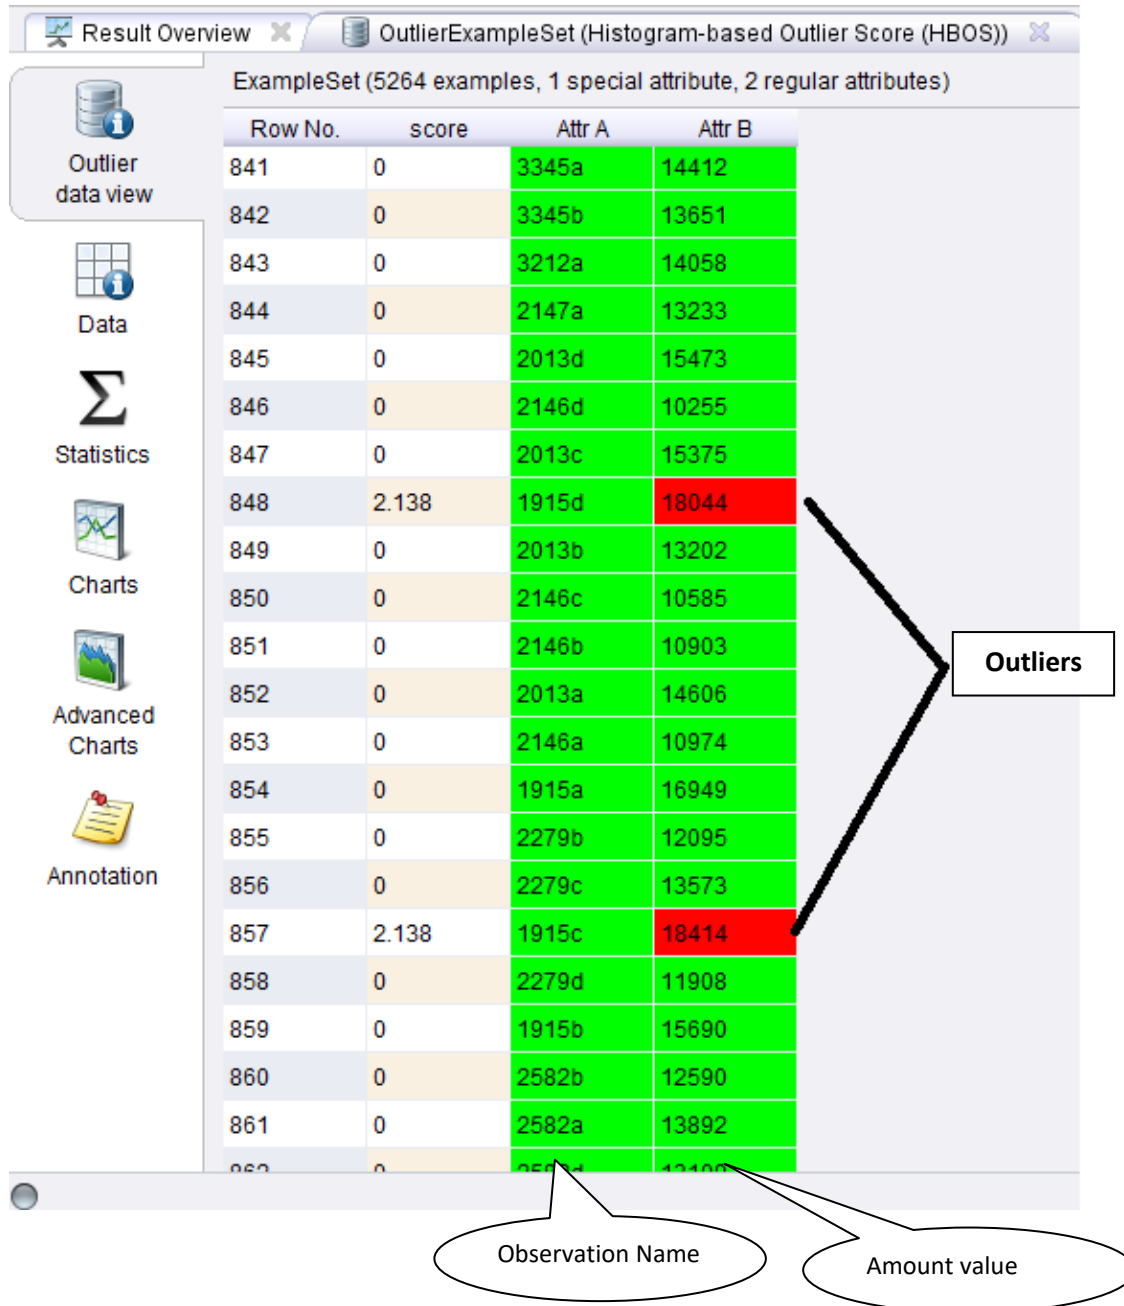 Result Overview
OutlierExampleSet (Histogram-based Outlier Score (HBOS))
ExampleSet (5264 examples, 1 special attribute, 2 regular attributes)
Outlier
data view
Data
Statistics
Charts
Advanced
Charts
Annotation
Row No. score Attr A Attr B
841 0 3345a 14412
842 0 3345b 13651
843 0 3212a 14058
844 0 2147a 13233
845 0 2013d 15473
846 0 2146d 10255
847 0 2013c 15375
848 2.138 1915d 18044
849 0 2013b 13202
850 0 2146c 10585
851 0 2146b 10903
852 0 2013a 14606
853 0 2146a 10974
854 0 1915a 16949
855 0 2279b 12095
856 0 2279c 13573
857 2.138 1915c 18414
858 0 2279d 11908
859 0 1915b 15690
860 0 2582b 12590
861 0 2582a 13892
862 0
Outliers
Observation Name
Amount value